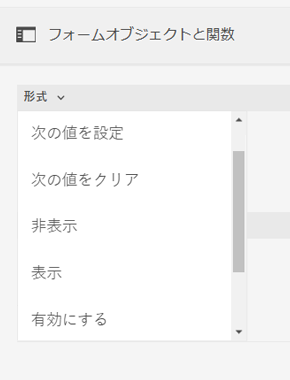 フォームオブジェクトと関数
形式
次の値を設定
次の値をクリア
非表示
表示
有効にする